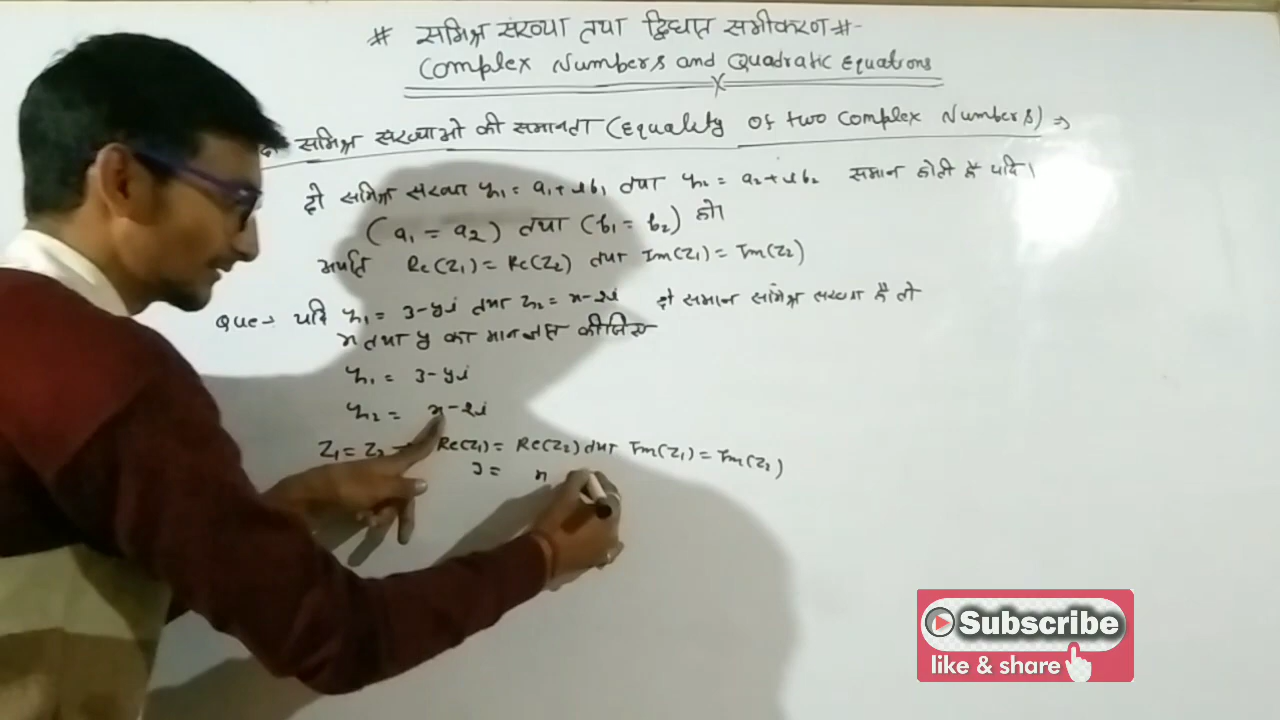 # समिश्र संख्या तथा द्विघात समीकरण #-
Complex Numbers and Quadratic Equations
समिश्र संख्याओ की समानता (Equality of two Complex Numbers) ⇒
दो समिश्र संख्या z₁ = a₁+ib₁ तथा z₂ = a₂+ib₂ समान होती है यदि।
(a₁ = a₂) तथा (b₁ = b₂) हो।
अर्थात Re(z₁) = Re(z₂) तथा Im(z₁) = Im(z₂)
Que→ यदि z₁ = 3-yi तथा z₂ = x-2i दो समान समिश्र संख्या है तो
x तथा y का मान ज्ञात कीजिए
z₁ = 3-yi
z₂ = x-2i
Z₁ = Z₂ Re(z₁) = Re(z₂) तथा Im(z₁) = Im(z₂)
3 = x
Subscribe
like & share